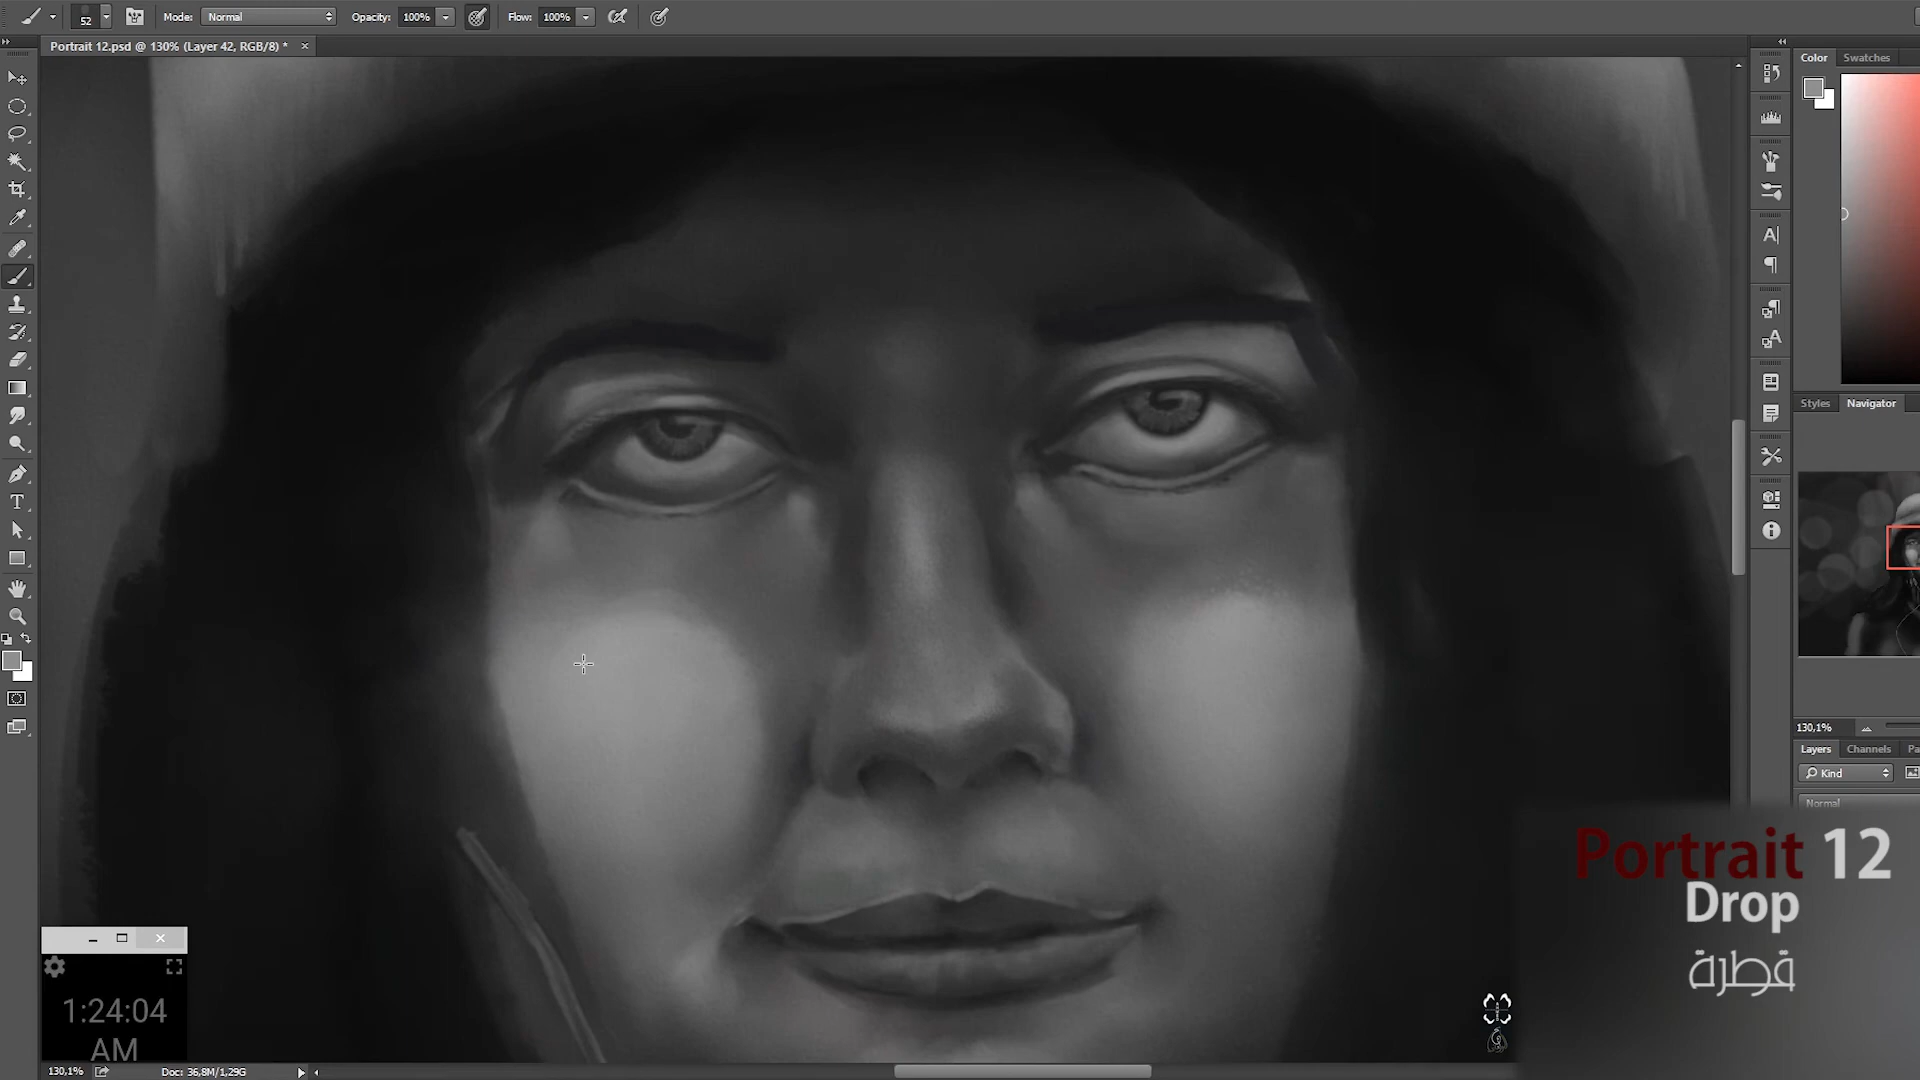 52
Mode: Normal
Opacity: 100%
Flow: 100%
Portrait 12.psd @ 130% (Layer 42, RGB/8) *
Color Swatches
Styles Navigator
130,1%
Layers Channels Pa
Kind
Normal
Portrait 12
Drop
قطرة
1:24:04
AM
130,1%
Doc: 36,8M/1,29G